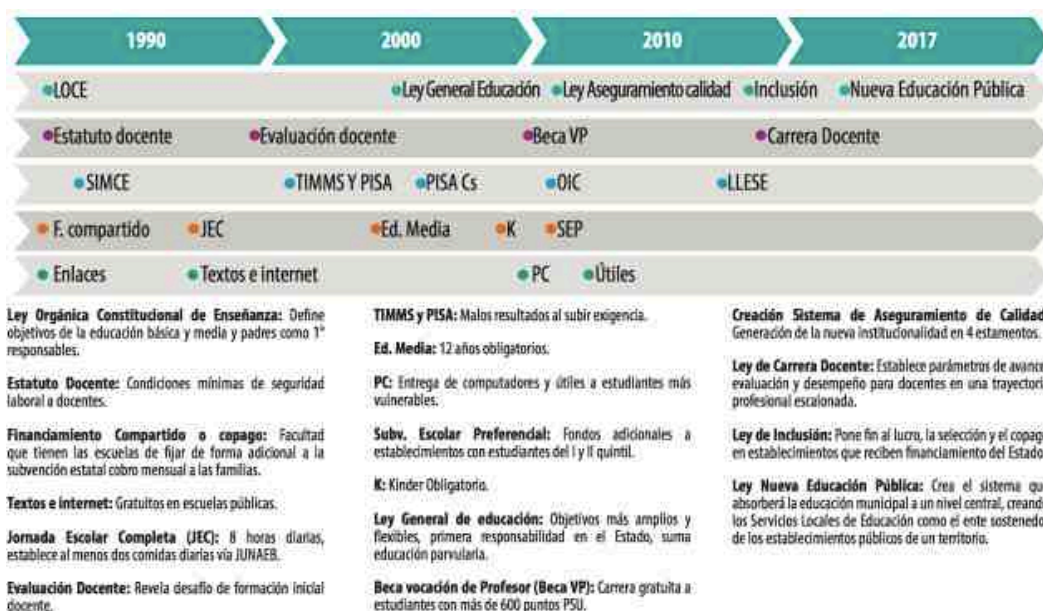 1990 2000 2010 2017
LOCE Ley General Educación Ley Aseguramiento calidad Inclusión Nueva Educación Pública
Estatuto docente Evaluación docente Beca VP Carrera Docente
SIMCE TIMMS Y PISA PISA Cs OIC LLESE
F. compartido JEC Ed. Media K SEP
Enlaces Textos e internet PC Útiles
Ley Orgánica Constitucional de Enseñanza: Define
objetivos de la educación básica y media y padres como 1°
responsables.
Estatuto Docente: Condiciones mínimas de seguridad
laboral a docentes.
Financiamiento Compartido o copago: Facultad
que tienen las escuelas de fijar de forma adicional a la
subvención estatal cobro mensual a las familias.
Textos e internet: Gratuitos en escuelas públicas.
Jornada Escolar Completa (JEC): 8 horas diarias,
establece al menos dos comidas diarias vía JUNAEB.
Evaluación Docente: Revela desafío de formación inicial
docente.
TIMMS y PISA: Malos resultados al subir exigencia.
Ed. Media: 12 años obligatorios.
PC: Entrega de computadores y útiles a estudiantes más
vulnerables.
Subv. Escolar Preferencial: Fondos adicionales a
establecimientos con estudiantes del I y II quintil.
K: Kinder Obligatorio.
Ley General de educación: Objetivos más amplios y
flexibles, primera responsabilidad en el Estado, suma
educación parvularia.
Beca vocación de Profesor (Beca VP): Carrera gratuita a
estudiantes con más de 600 puntos PSU.
Creación Sistema de Aseguramiento de Calidad
Generación de la nueva institucionalidad en 4 estamentos.
Ley de Carrera Docente: Establece parámetros de avance
evaluación y desempeño para docentes en una trayectori
profesional escalonada.
Ley de Inclusión: Pone fin al lucro, la selección y el copag
en establecimientos que reciben financiamiento del Estado
Ley Nueva Educación Pública: Crea el sistema qu
absorberá la educación municipal a un nivel central, creand
los Servicios Locales de Educación como el ente sostenedo
de los establecimientos públicos de un territorio.